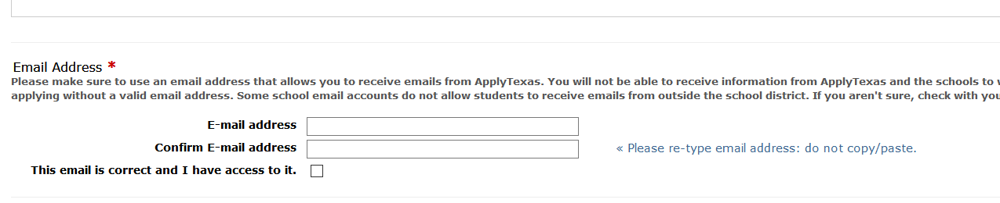 Email Address *
Please make sure to use an email address that allows you to receive emails from ApplyTexas. You will not be able to receive information from ApplyTexas and the schools to
applying without a valid email address. Some school email accounts do not allow students to receive emails from outside the school district. If you aren't sure, check with
E-mail address
Confirm E-mail address
« Please re-type email address: do not copy/paste.
This email is correct and I have access to it.